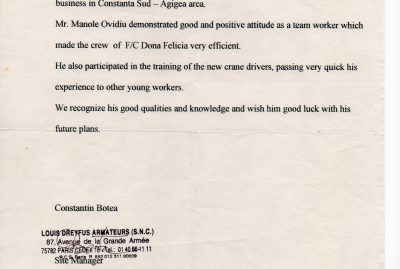 business in Constanta Sud – Agigea area.
Mr. Manole Ovidiu demonstrated good and positive attitude as a team worker which
made the crew of F/C Dona Felicia very efficient.
He also participated in the training of the new crane drivers, passing very quick his
experience to other young workers.
We recognize his good qualities and knowledge and wish him good luck with his
future plans.
Constantin Botea
LOUIS DREYFUS ARMATEURS (S.N.C.)
87, Avenue de la Grande Armée
75782 PARIS CEDEX 16 - Tel.: 01 40 66 11 11
R.C.S. Paris B 652 012 311 00639
Site Manager